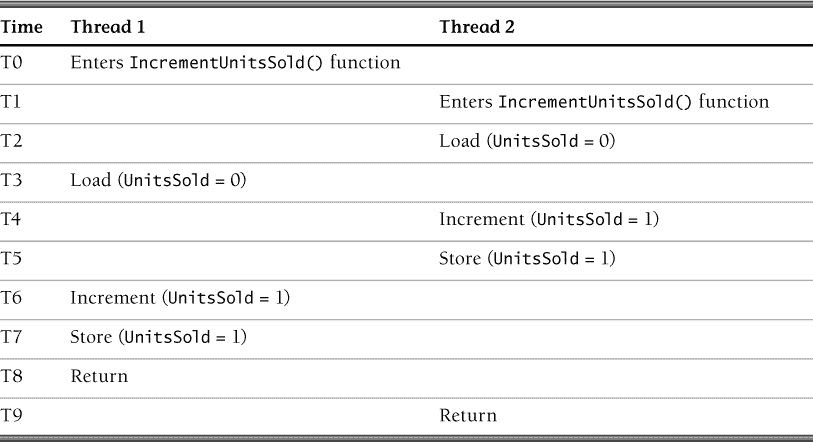 Time Thread 1 Thread 2
T0 Enters IncrementUnitsSold() function
T1 Enters IncrementUnitsSold() function
T2 Load (UnitsSold = 0)
T3 Load (UnitsSold = 0)
T4 Increment (UnitsSold = 1)
T5 Store (UnitsSold = 1)
T6 Increment (UnitsSold = 1)
T7 Store (UnitsSold = 1)
T8 Return
T9 Return